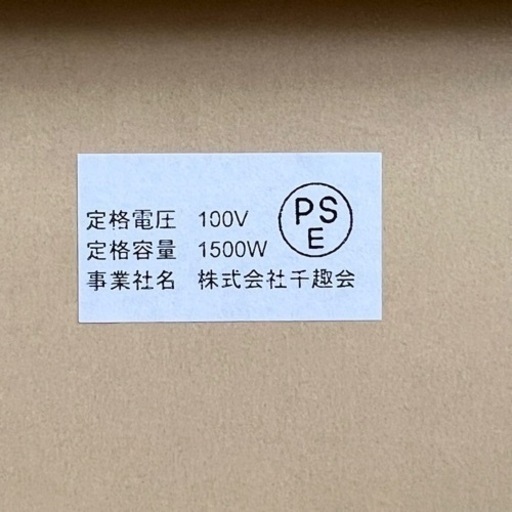 定格電圧 100V
定格容量 1500W
事業社名 株式会社千趣会
PS
E